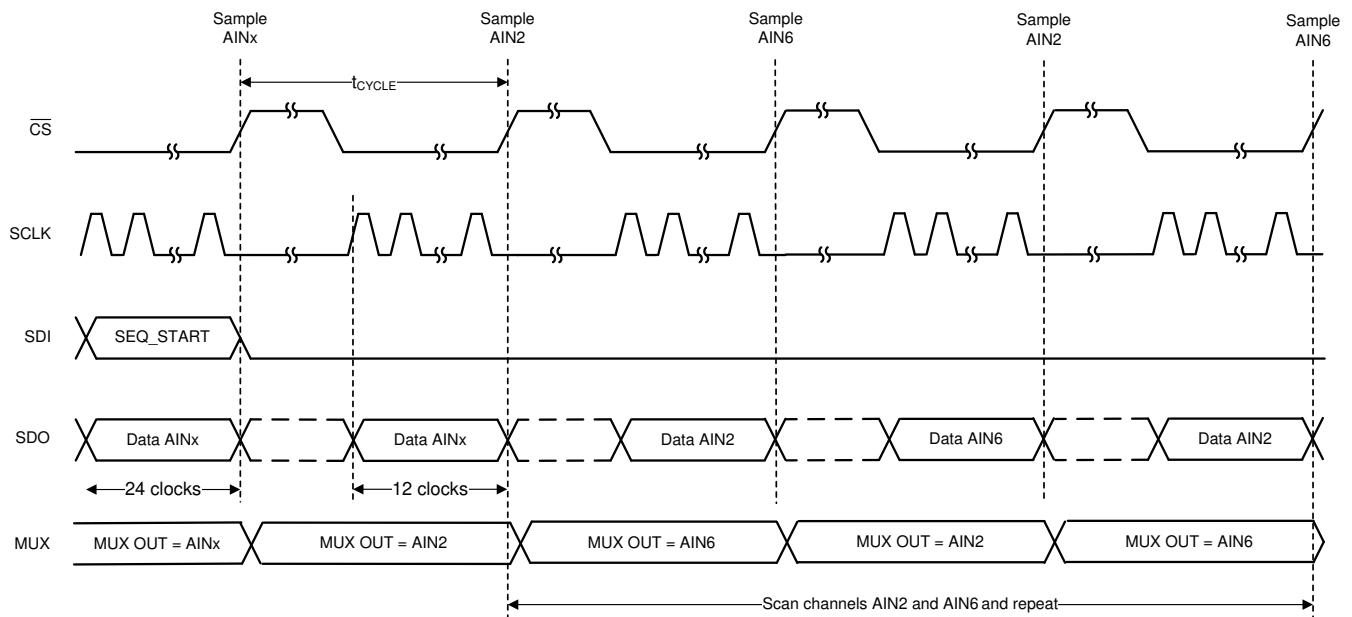 Sample
AINx
Sample
AIN2
Sample
AIN6
Sample
AIN2
Sample
AIN6
tCYCLE
CS
SCLK
SDI
SEQ_START
SDO
Data AINx
Data AINx
Data AIN2
Data AIN6
Data AIN2
24 clocks
12 clocks
MUX
MUX OUT = AINx
MUX OUT = AIN2
MUX OUT = AIN6
MUX OUT = AIN2
MUX OUT = AIN6
Scan channels AIN2 and AIN6 and repeat